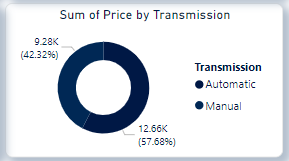 Sum of Price by Transmission
9.28K
(42.32%)
Transmission
Automatic
Manual
12.66K
(57.68%)